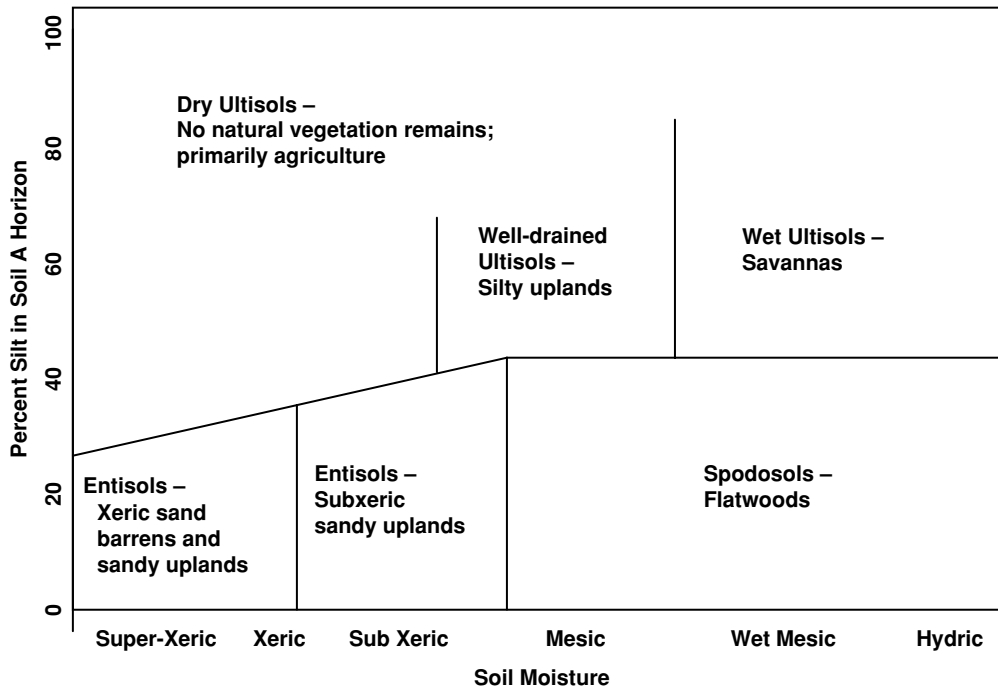 Percent Silt in Soil A Horizon
100
80
60
40
20
0
Dry Ultisols –
No natural vegetation remains;
primarily agriculture
Well-drained
Ultisols –
Silty uplands
Wet Ultisols –
Savannas
Entisols –
Xeric sand
barrens and
sandy uplands
Entisols –
Subxeric
sandy uplands
Spodosols –
Flatwoods
Super-Xeric
Xeric
Sub Xeric
Mesic
Wet Mesic
Hydric
Soil Moisture